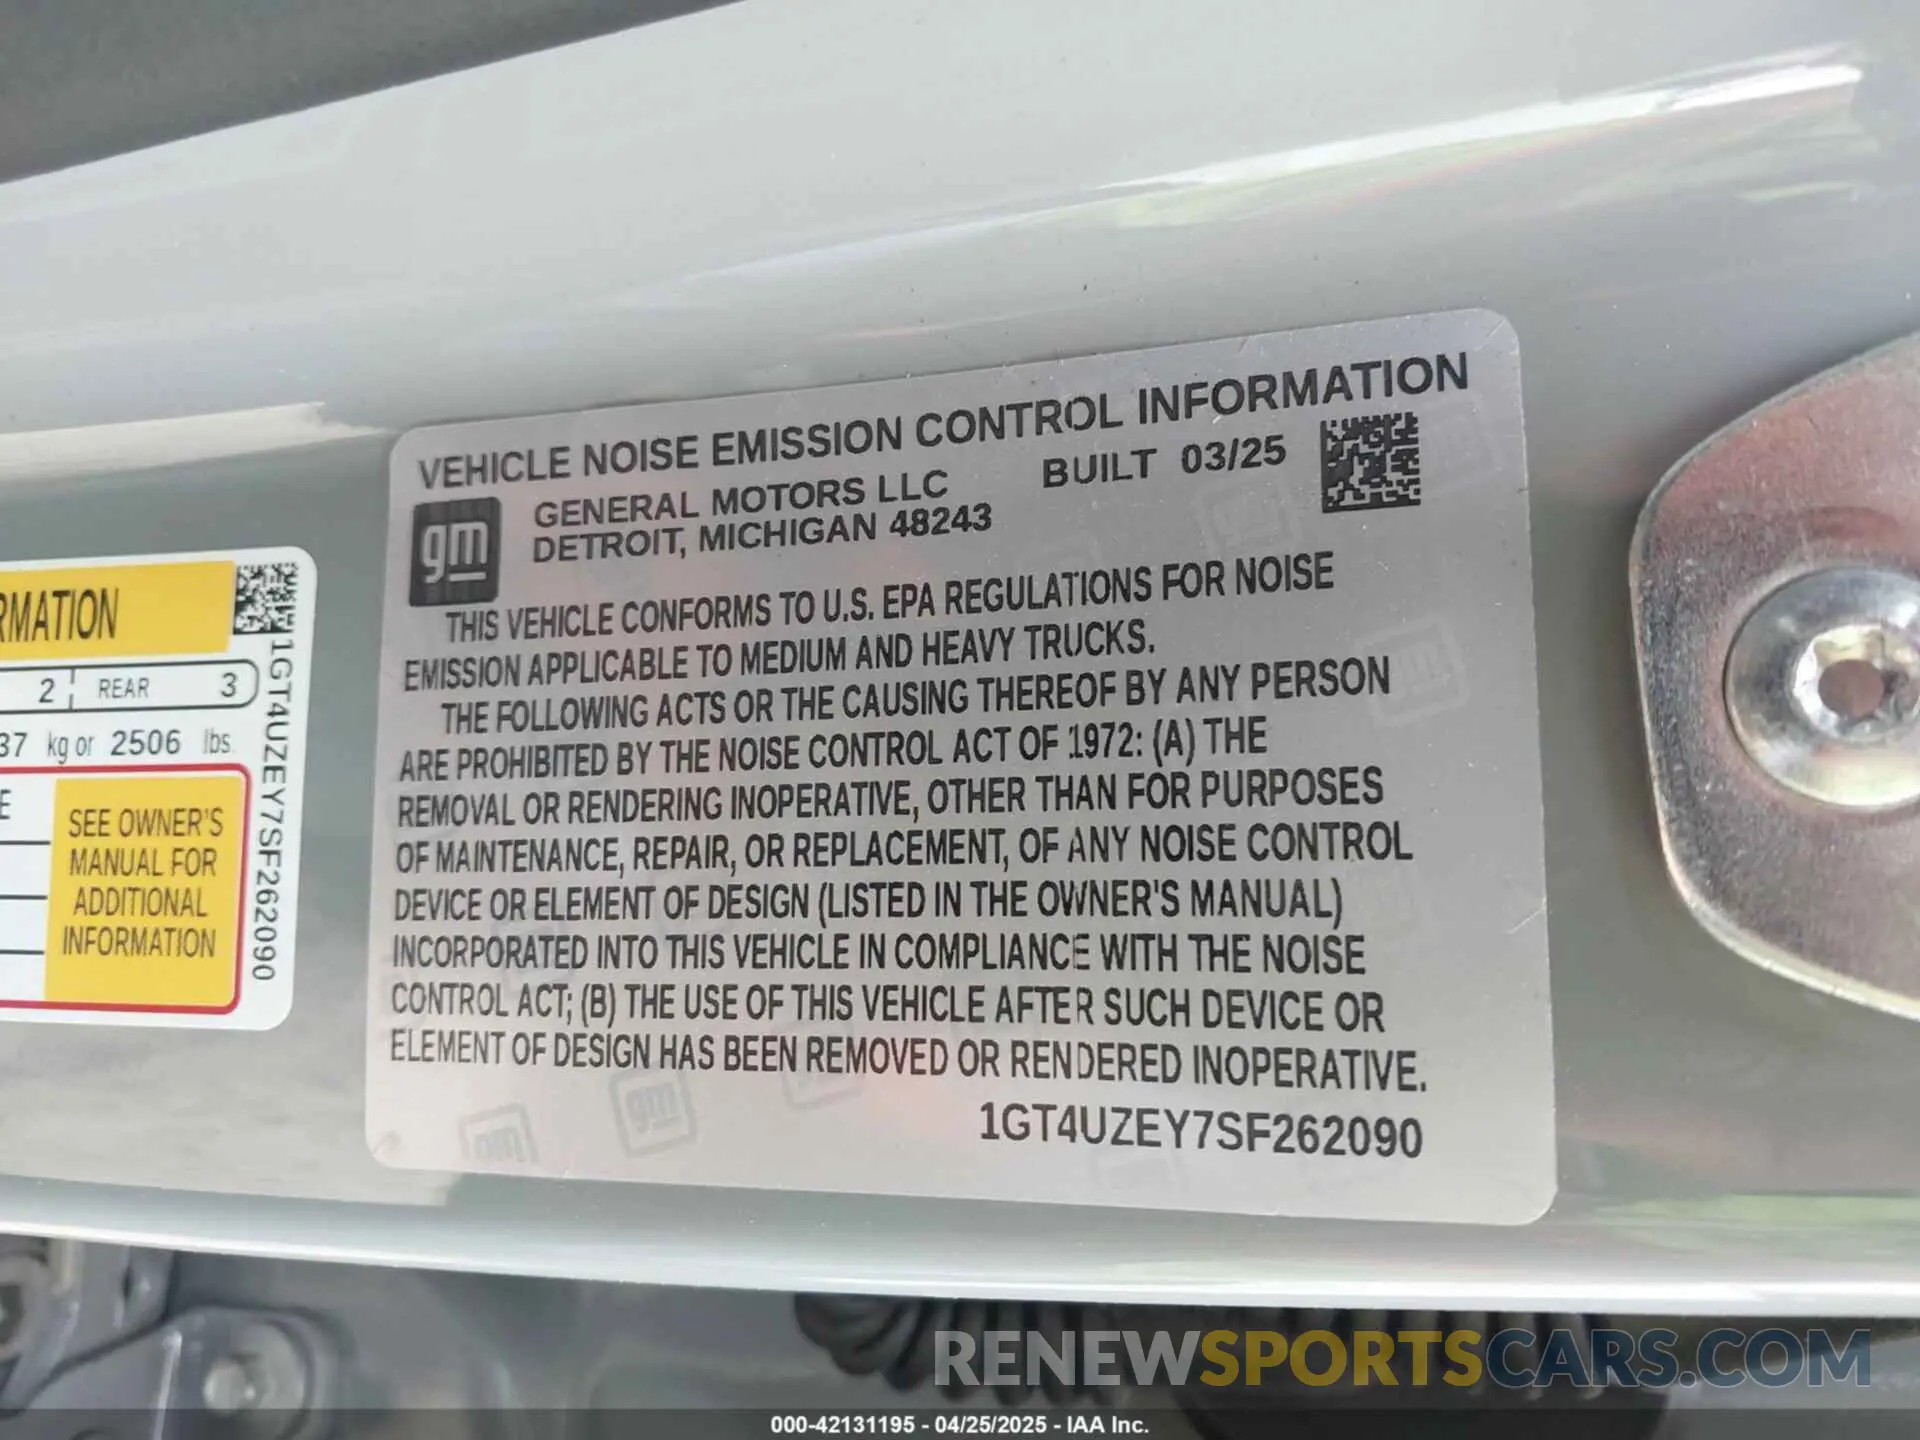 RMATION
2 REAR 3
37 kg or 2506 lbs.
E
SEE OWNER'S
MANUAL FOR
ADDITIONAL
INFORMATION
1GT4UZEY7SF262090
VEHICLE NOISE EMISSION CONTROL INFORMATION
gm
GENERAL MOTORS LLC BUILT 03/25
DETROIT, MICHIGAN 48243
THIS VEHICLE CONFORMS TO U.S. EPA REGULATIONS FOR NOISE
EMISSION APPLICABLE TO MEDIUM AND HEAVY TRUCKS.
THE FOLLOWING ACTS OR THE CAUSING THEREOF BY ANY PERSON
ARE PROHIBITED BY THE NOISE CONTROL ACT OF 1972: (A) THE
REMOVAL OR RENDERING INOPERATIVE, OTHER THAN FOR PURPOSES
OF MAINTENANCE, REPAIR, OR REPLACEMENT, OF ANY NOISE CONTROL
DEVICE OR ELEMENT OF DESIGN (LISTED IN THE OWNER'S MANUAL)
INCORPORATED INTO THIS VEHICLE IN COMPLIANCE WITH THE NOISE
CONTROL ACT; (B) THE USE OF THIS VEHICLE AFTER SUCH DEVICE OR
ELEMENT OF DESIGN HAS BEEN REMOVED OR RENDERED INOPERATIVE.
gm
gm
1GT4UZEY7SF262090
RENEWSPORTSCARS.COM
000-42131195 - 04/25/2025 - IAA Inc.